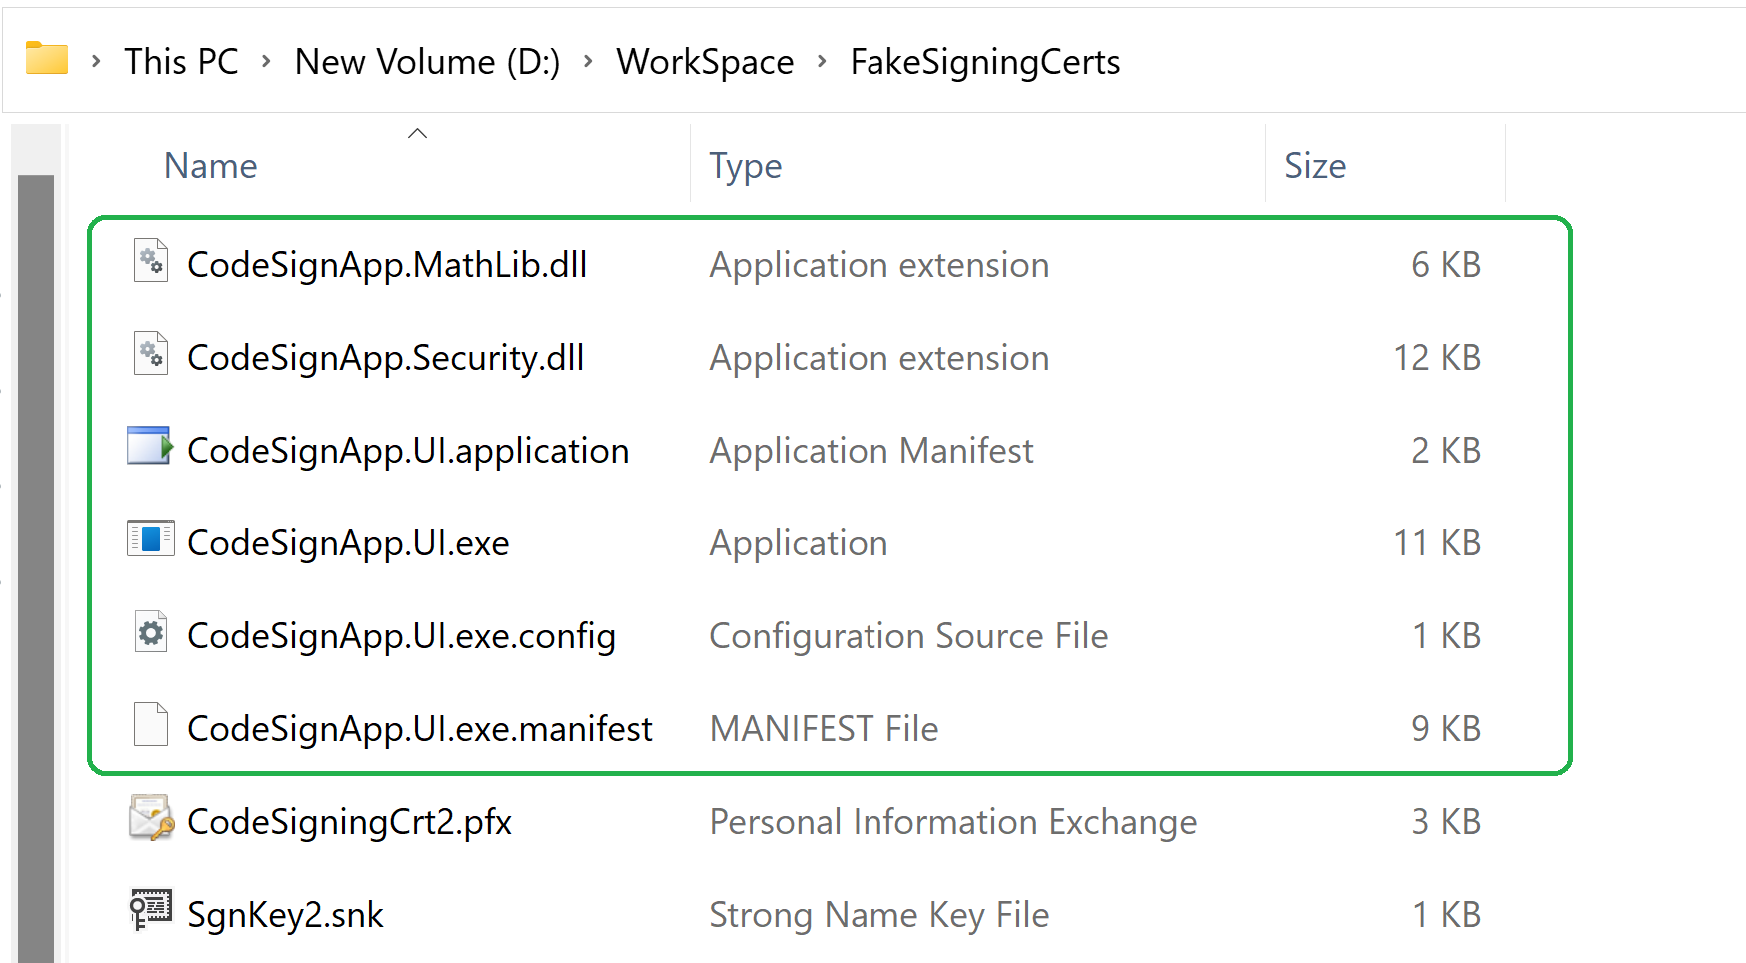 This PC > New Volume (D:) > WorkSpace > FakeSigningCerts
Name Type Size
CodeSignApp.MathLib.dll Application extension 6 KB
CodeSignApp.Security.dll Application extension 12 KB
CodeSignApp.UI.application Application Manifest 2 KB
CodeSignApp.UI.exe Application 11 KB
CodeSignApp.UI.exe.config Configuration Source File 1 KB
CodeSignApp.UI.exe.manifest MANIFEST File 9 KB
CodeSigningCrt2.pfx Personal Information Exchange 3 KB
SgnKey2.snk Strong Name Key File 1 KB